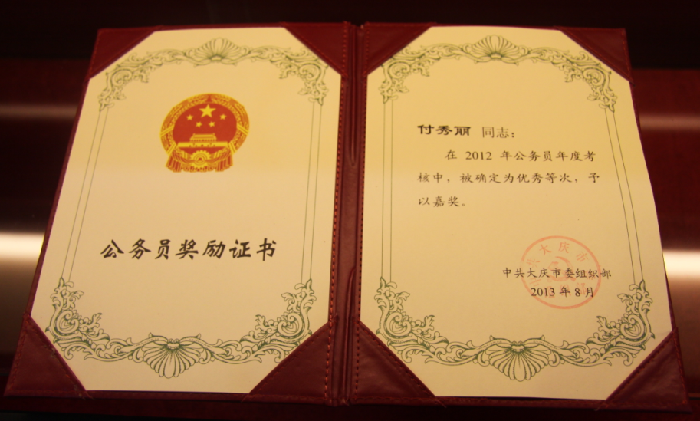 公务员奖励证书
付秀丽 同志:
在 2012 年公务员年度考
核中，被确定为优秀等次，予
以嘉奖。
中共大庆市委组织部
2013 年 8 月